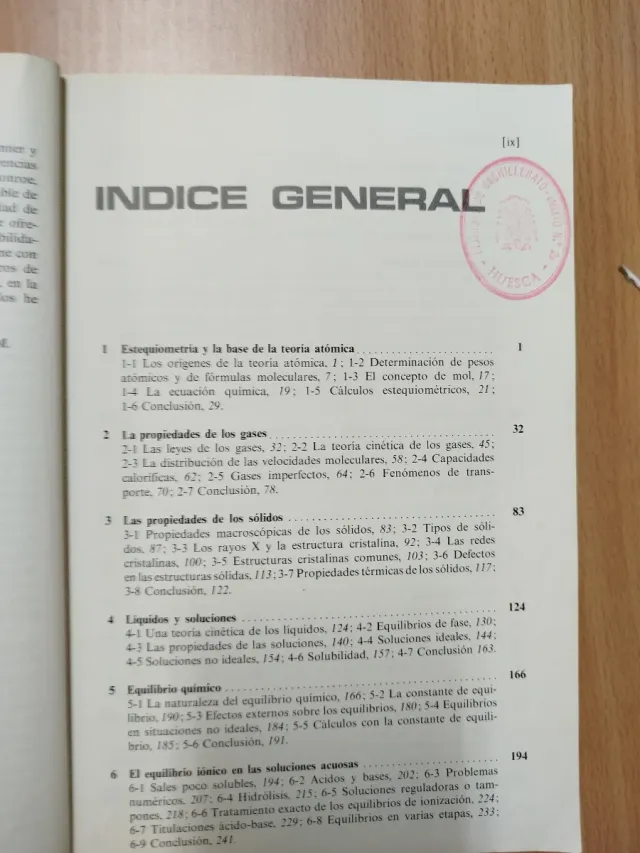 [ix]
INDICE GENERAL
BACHILLERATO
HUESCA
1 Estequiometria y la base de la teoría atómica 1
1-1 Los orígenes de la teoría atómica, 1; 1-2 Determinación de pesos
atómicos y de fórmulas moleculares, 7; 1-3 El concepto de mol, 17;
1-4 La ecuación química, 19; 1-5 Cálculos estequiométricos, 21;
1-6 Conclusión, 29.
2 La propiedades de los gases 32
2-1 Las leyes de los gases, 32; 2-2 La teoría cinética de los gases, 45;
2-3 La distribución de las velocidades moleculares, 58; 2-4 Capacidades
caloríficas, 62; 2-5 Gases imperfectos, 64; 2-6 Fenómenos de trans-
porte, 70; 2-7 Conclusión, 78.
3 Las propiedades de los sólidos 83
3-1 Propiedades macroscópicas de los sólidos, 83; 3-2 Tipos de sóli-
dos, 87; 3-3 Los rayos X y la estructura cristalina, 92; 3-4 Las redes
cristalinas, 100; 3-5 Estructuras cristalinas comunes, 103; 3-6 Defectos
en las estructuras sólidas, 113; 3-7 Propiedades térmicas de los sólidos, 117;
3-8 Conclusión, 122.
4 Líquidos y soluciones 124
4-1 Una teoría cinética de los líquidos, 124; 4-2 Equilibrios de fase, 130;
4-3 Las propiedades de las soluciones, 140; 4-4 Soluciones ideales, 144;
4-5 Soluciones no ideales, 154; 4-6 Solubilidad, 157; 4-7 Conclusión 163.
5 Equilibrio químico 166
5-1 La naturaleza del equilibrio químico, 166; 5-2 La constante de equi-
librio, 190; 5-3 Efectos externos sobre los equilibrios, 180; 5-4 Equilibrios
en situaciones no ideales, 184; 5-5 Cálculos con la constante de equili-
brio, 185; 5-6 Conclusión, 191.
6 El equilibrio iónico en las soluciones acuosas 194
6-1 Sales poco solubles, 194; 6-2 Acidos y bases, 202; 6-3 Problemas
numéricos, 207; 6-4 Hidrólisis, 215; 6-5 Soluciones reguladoras o tam-
pones, 218; 6-6 Tratamiento exacto de los equilibrios de ionización, 224;
6-7 Titulaciones ácido-base, 229; 6-8 Equilibrios en varias etapas, 233;
6-9 Conclusión, 241.